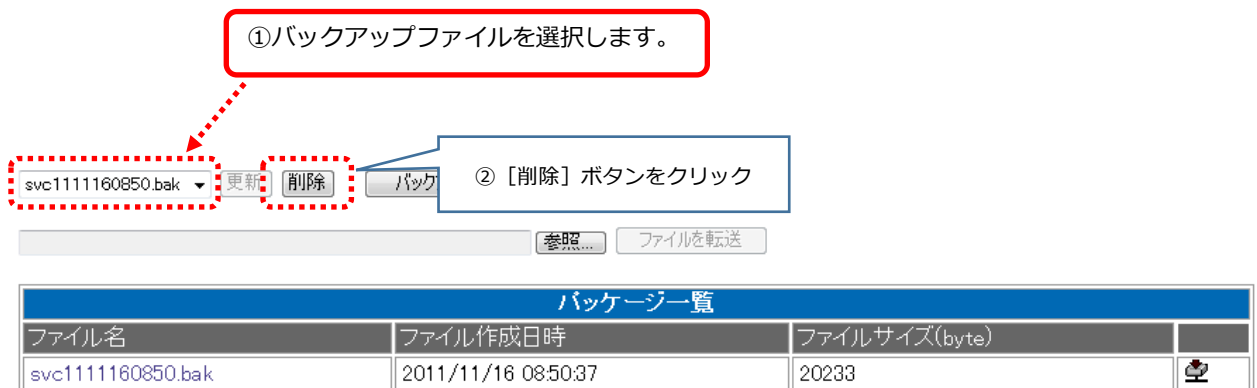 ①バックアップファイルを選択します。
svc1111160850.bak 更新 削除 バック
② [削除] ボタンをクリック
参照... ファイルを転送
パッケージ一覧
ファイル名 ファイル作成日時 ファイルサイズ(byte)
svc1111160850.bak 2011/11/16 08:50:37 20233